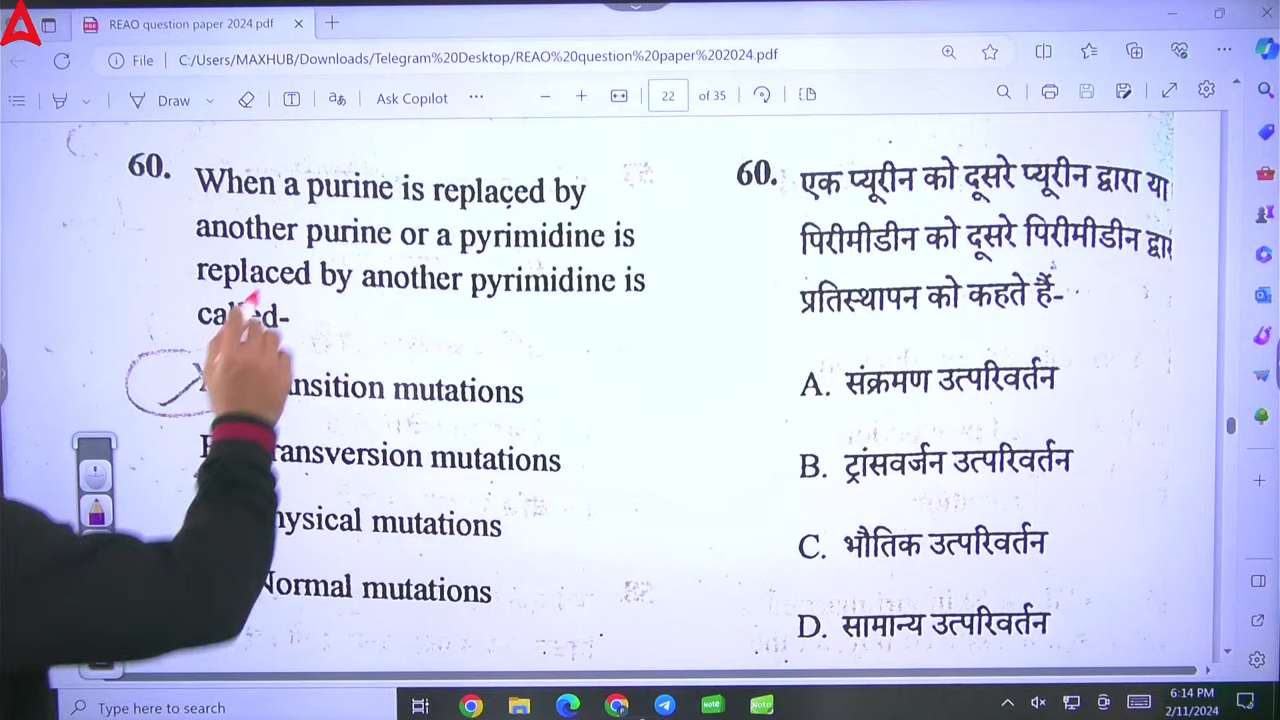 REAO question paper 2024.pdf
File
C:/Users/MAXHUB/Downloads/Telegram%20Desktop/REAO%20question%20paper%202024.pdf
Draw
Ask Copilot
22
of 35
60.
When a purine is replaced by
another purine or a pyrimidine is
replaced by another pyrimidine is
mutations
mutations
mutations
Normal mutations
60.
एक प्यूरीन को दूसरे प्यूरीन द्वारा या
पिरीमीडीन को दूसरे पिरीमीडीन
प्रतिस्थापन को कहते हैं-
A. संक्रमण उत्परिवर्तन
B. ट्रांसवर्जन उत्परिवर्तन
C. भौतिक उत्परिवर्तन
D. सामान्य उत्परिवर्तन
Type here to search
Note
Note
6:14 PM
2/11/2024